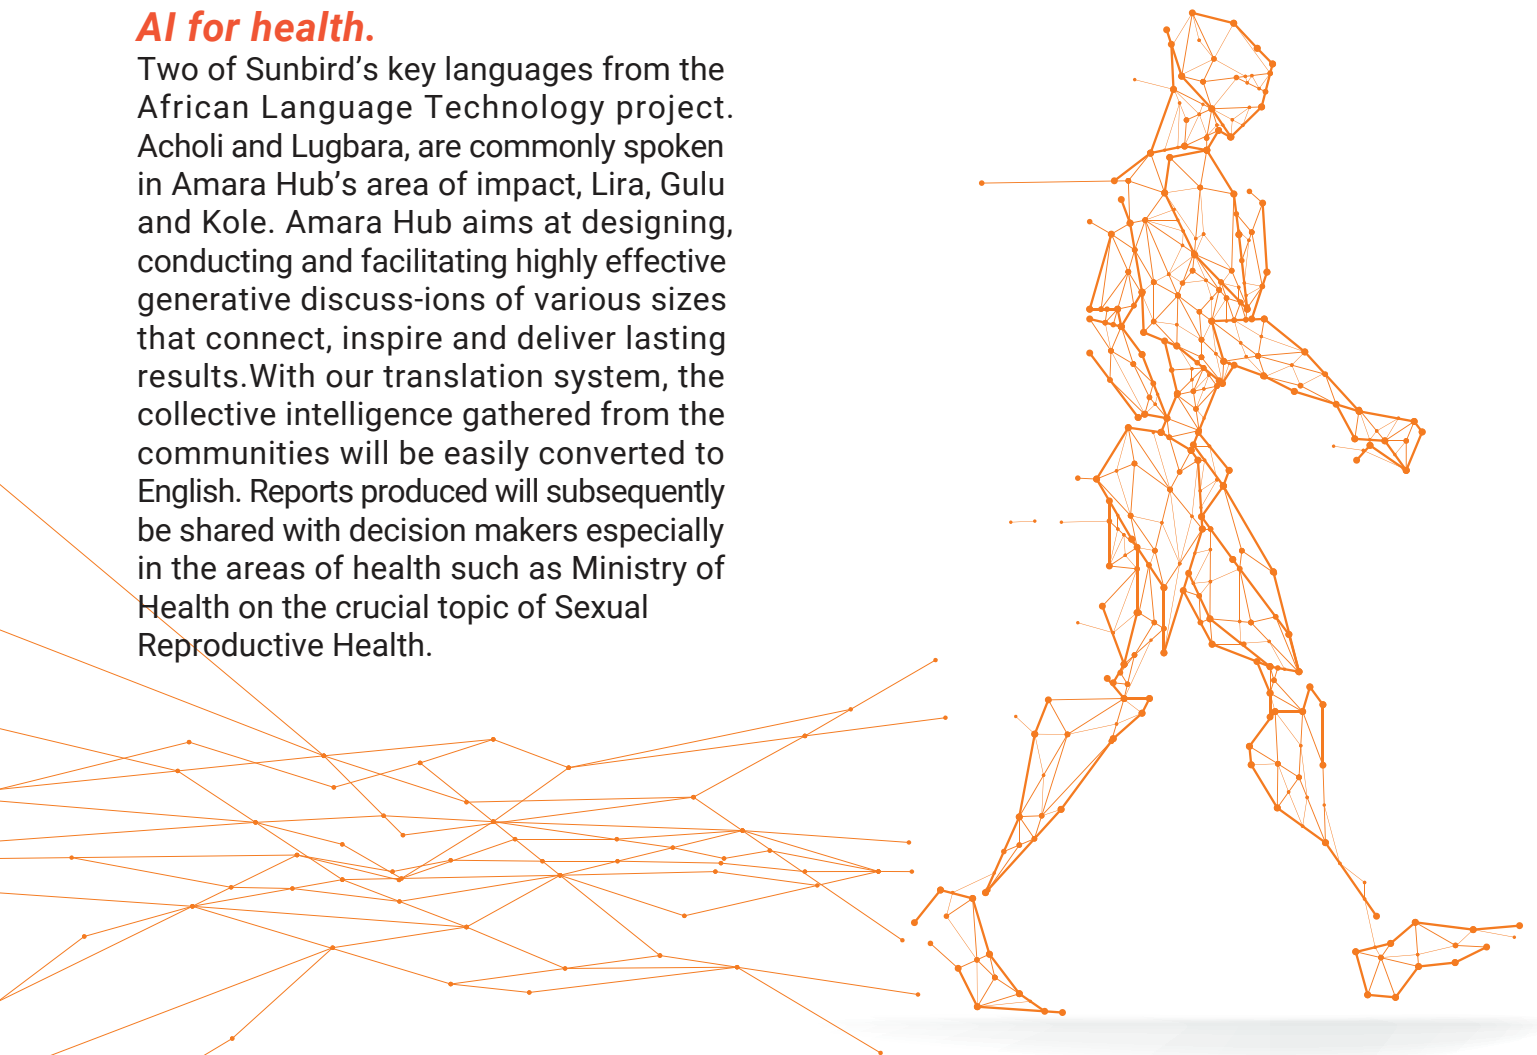 AI for health.
Two of Sunbird’s key languages from the
African Language Technology project.
Acholi and Lugbara, are commonly spoken
in Amara Hub’s area of impact, Lira, Gulu
and Kole. Amara Hub aims at designing,
conducting and facilitating highly effective
generative discuss-ions of various sizes
that connect, inspire and deliver lasting
results.With our translation system, the
collective intelligence gathered from the
communities will be easily converted to
English. Reports produced will subsequently
be shared with decision makers especially
in the areas of health such as Ministry of
Health on the crucial topic of Sexual
Reproductive Health.